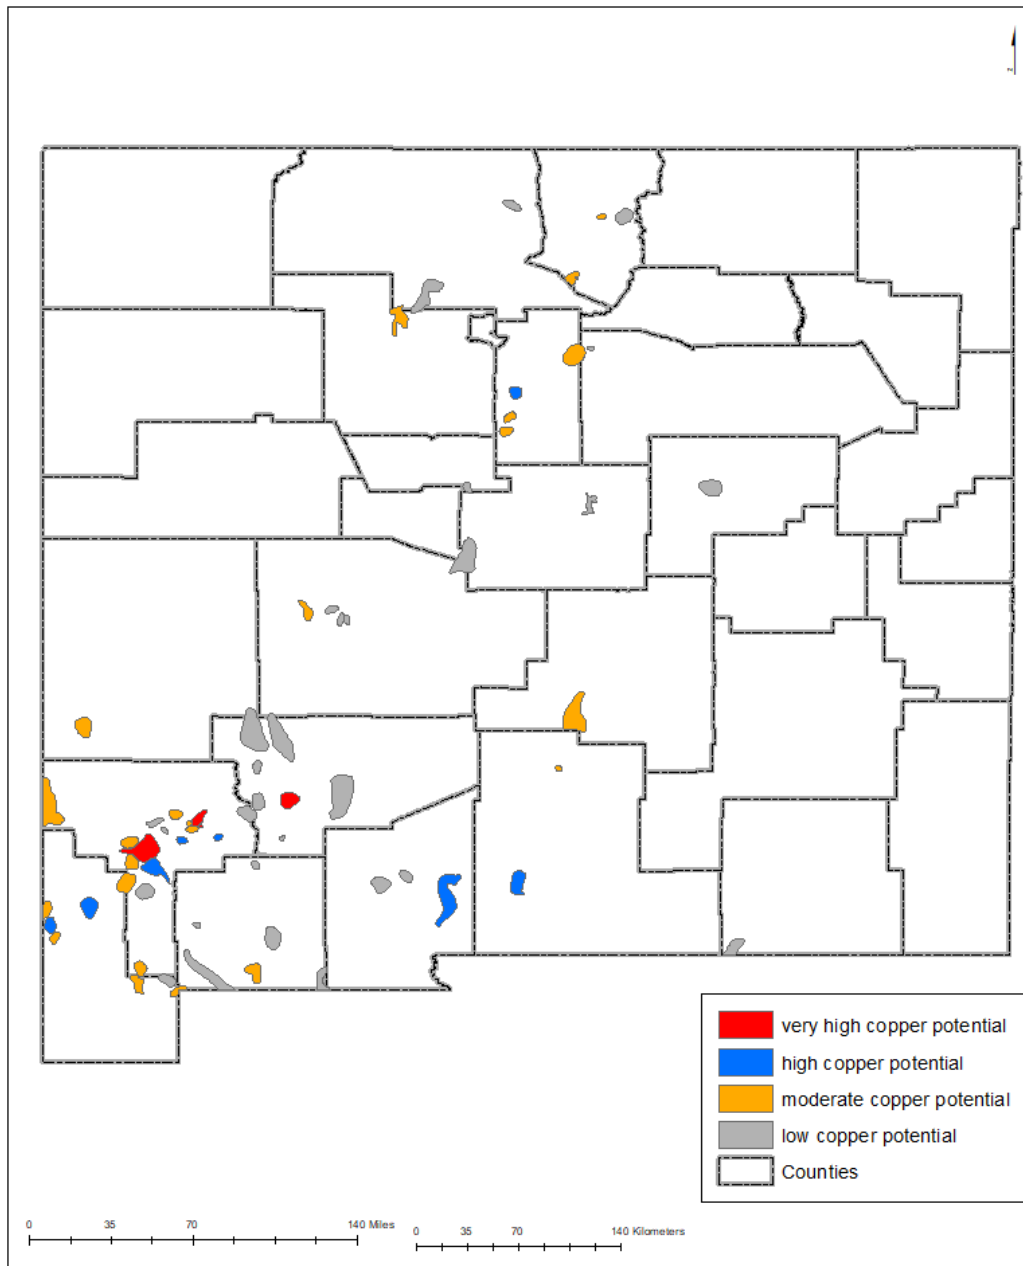 very high copper potential
high copper potential
moderate copper potential
low copper potential
Counties
0 35 70 140 Miles
0 35 70 140 Kilometers